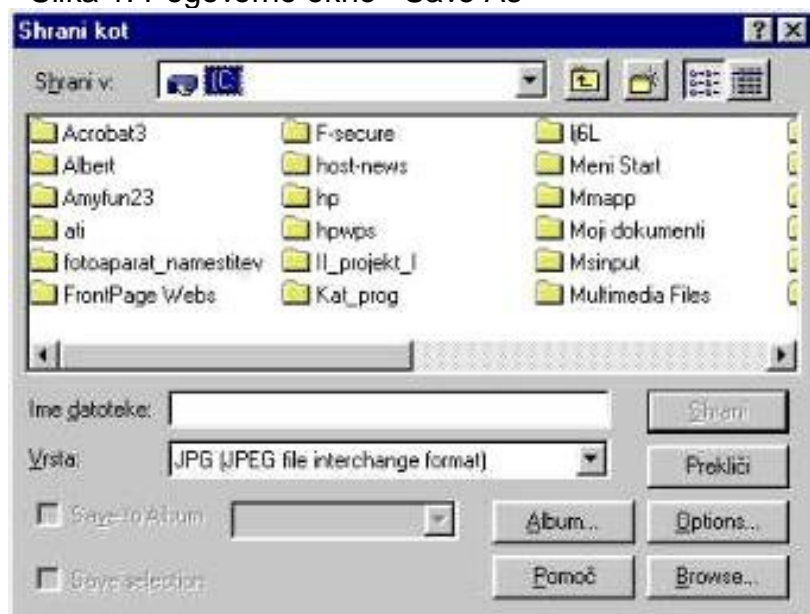 Slika 1: Pogovorno okno "Save As"
Shrani kot
Shrani v: (C:)
Acrobat3 F-secure lj6L
Albert host-news Meni Start
Amyfun23 hp Mmapp
ati hpwps Moji dokumenti
fotoaparat_namestitev II_projekt_I Msinput
FrontPage Webs Kat_prog Multimedia Files
Ime datoteke: Shrani
Vrsta: JPG (JPEG file interchange format) Prekliči
Save to Album Album... Options...
Save selection Pomoč Browse...